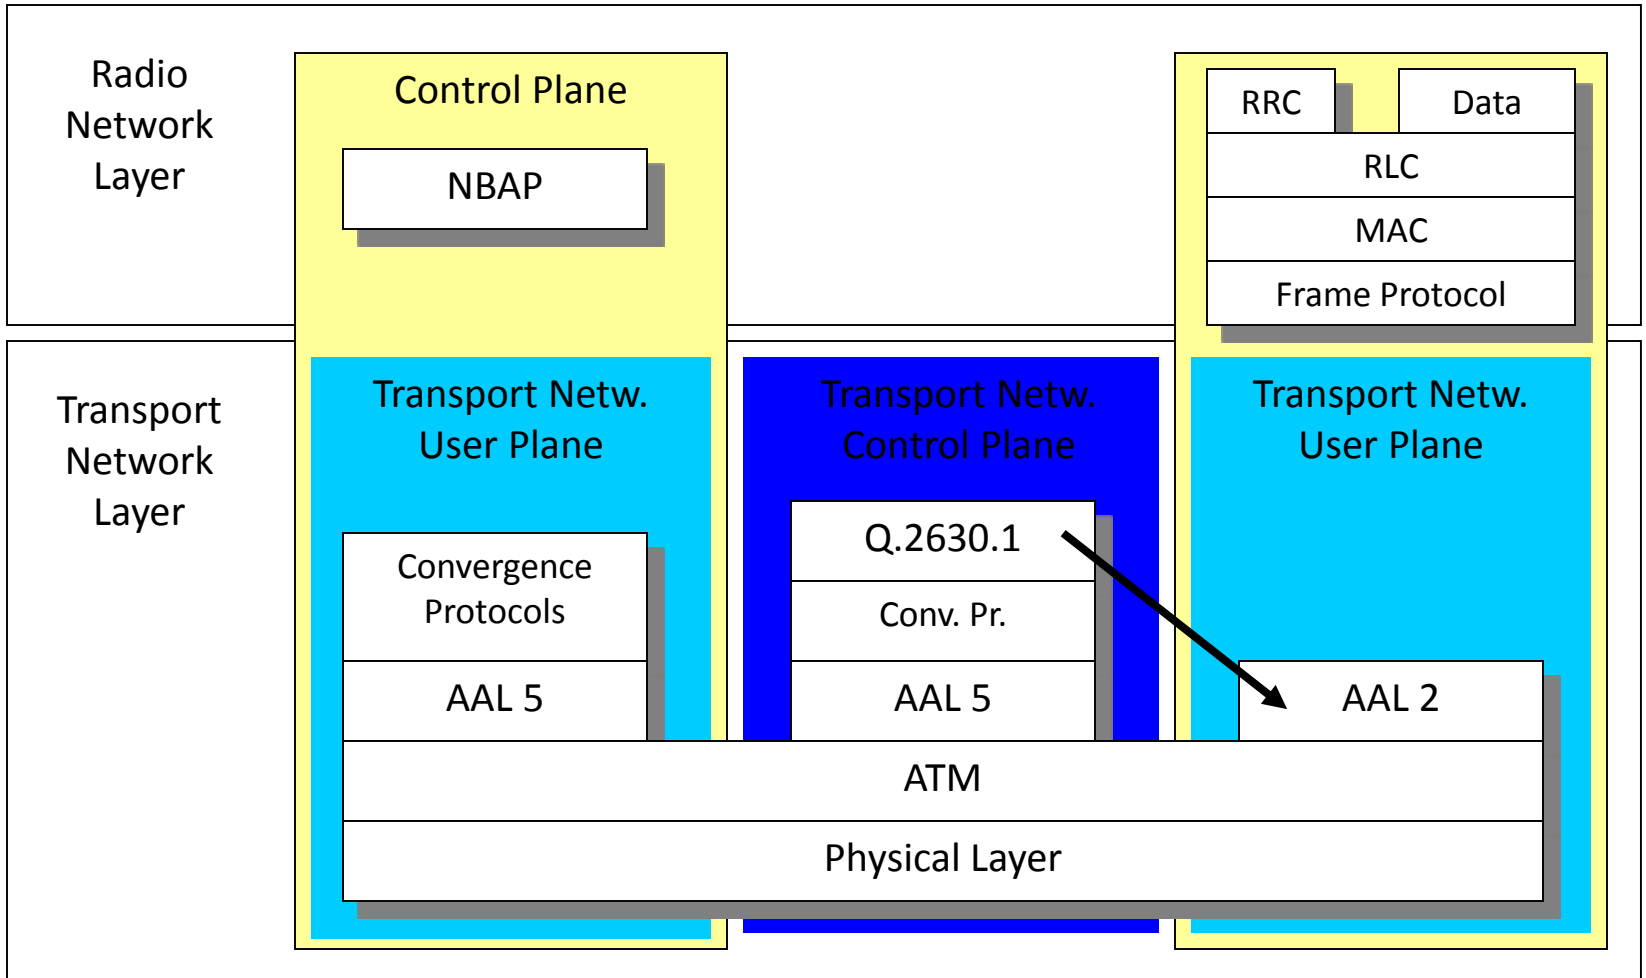 Radio
Network
Layer
Control Plane
NBAP
RRC
Data
RLC
MAC
Frame Protocol
Transport
Network
Layer
Transport Netw.
User Plane
Convergence
Protocols
AAL 5
Transport Netw.
Control Plane
Q.2630.1
Conv. Pr.
AAL 5
Transport Netw.
User Plane
AAL 2
ATM
Physical Layer